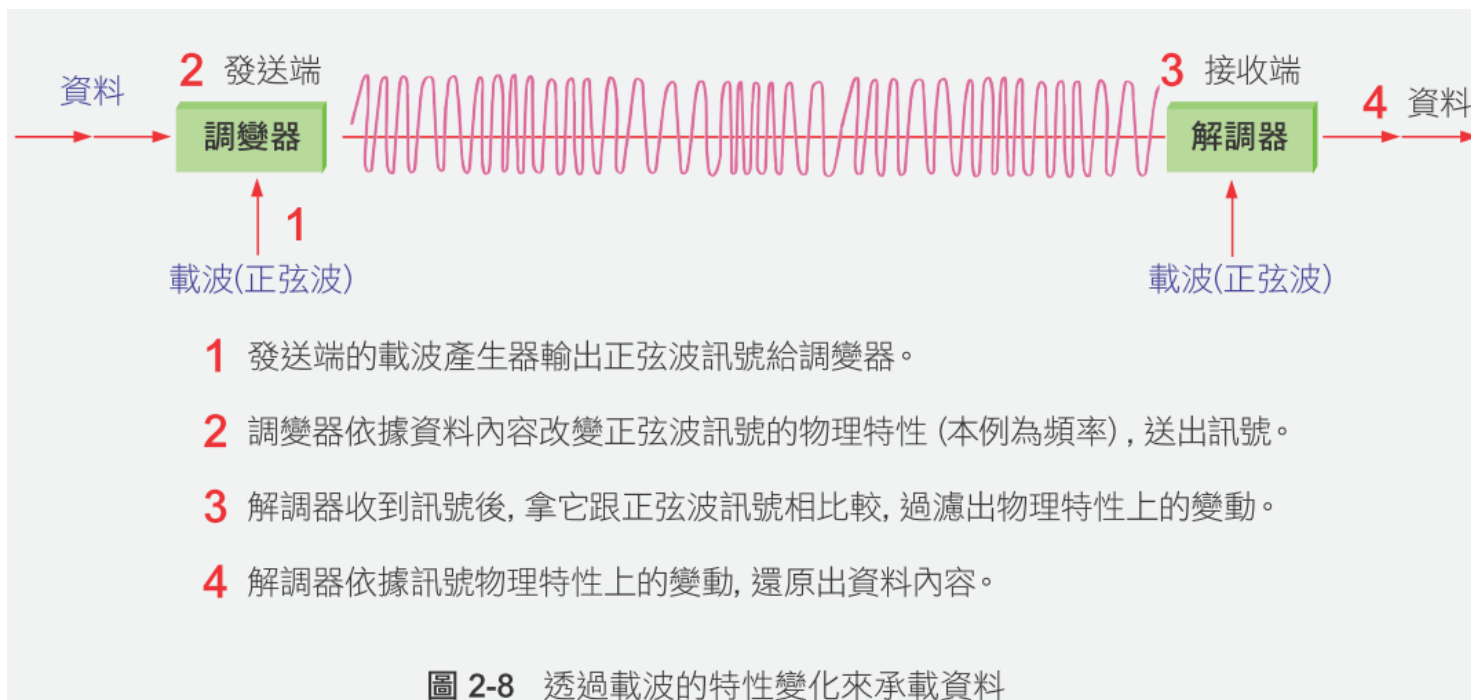 資料
2 發送端
調變器
1
載波(正弦波)
3 接收端
解調器
4 資料
載波(正弦波)
1 發送端的載波產生器輸出正弦波訊號給調變器。
2 調變器依據資料內容改變正弦波訊號的物理特性 (本例為頻率) , 送出訊號。
3 解調器收到訊號後, 拿它跟正弦波訊號相比較, 過濾出物理特性上的變動。
4 解調器依據訊號物理特性上的變動, 還原出資料內容。
圖 2-8 透過載波的特性變化來承載資料